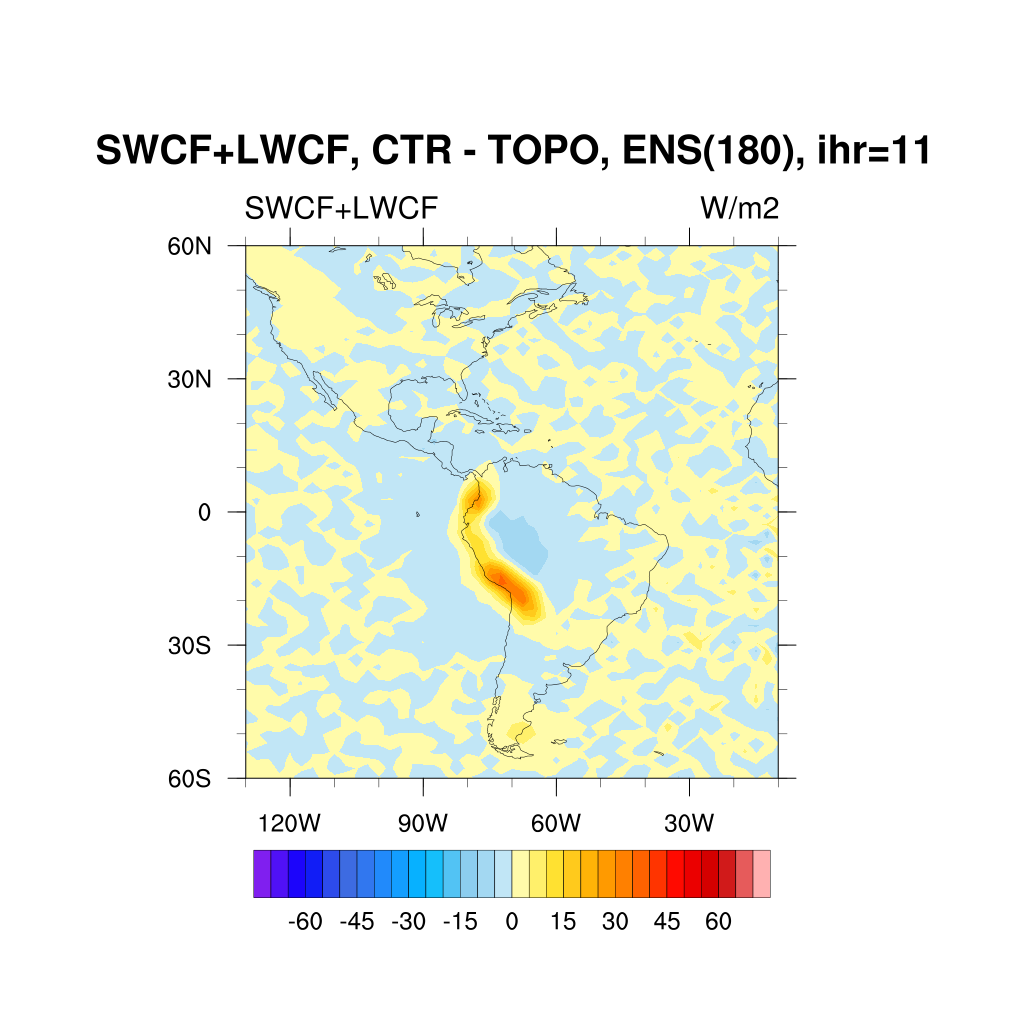 SWCF+LWCF, CTR - TOPO, ENS(180), ihr=11
SWCF+LWCF W/m2
60N
30N
0
30S
60S
120W 90W 60W 30W
-60 -45 -30 -15 0 15 30 45 60